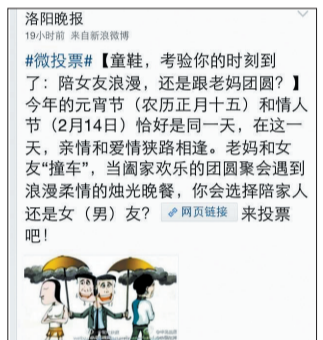 洛阳晚报
19小时前 来自新浪微博
#微投票#【童鞋，考验你的时刻到
了：陪女友浪漫，还是跟老妈团圆？】
今年的元宵节（农历正月十五）和情人
节（2月14日）恰好是同一天，在这一
天，亲情和爱情狭路相逢。老妈和女
友“撞车”，当阖家欢乐的团圆聚会遇到
浪漫柔情的烛光晚餐，你会选择陪家人
还是女（男）友？ 网页链接 来投票
吧！